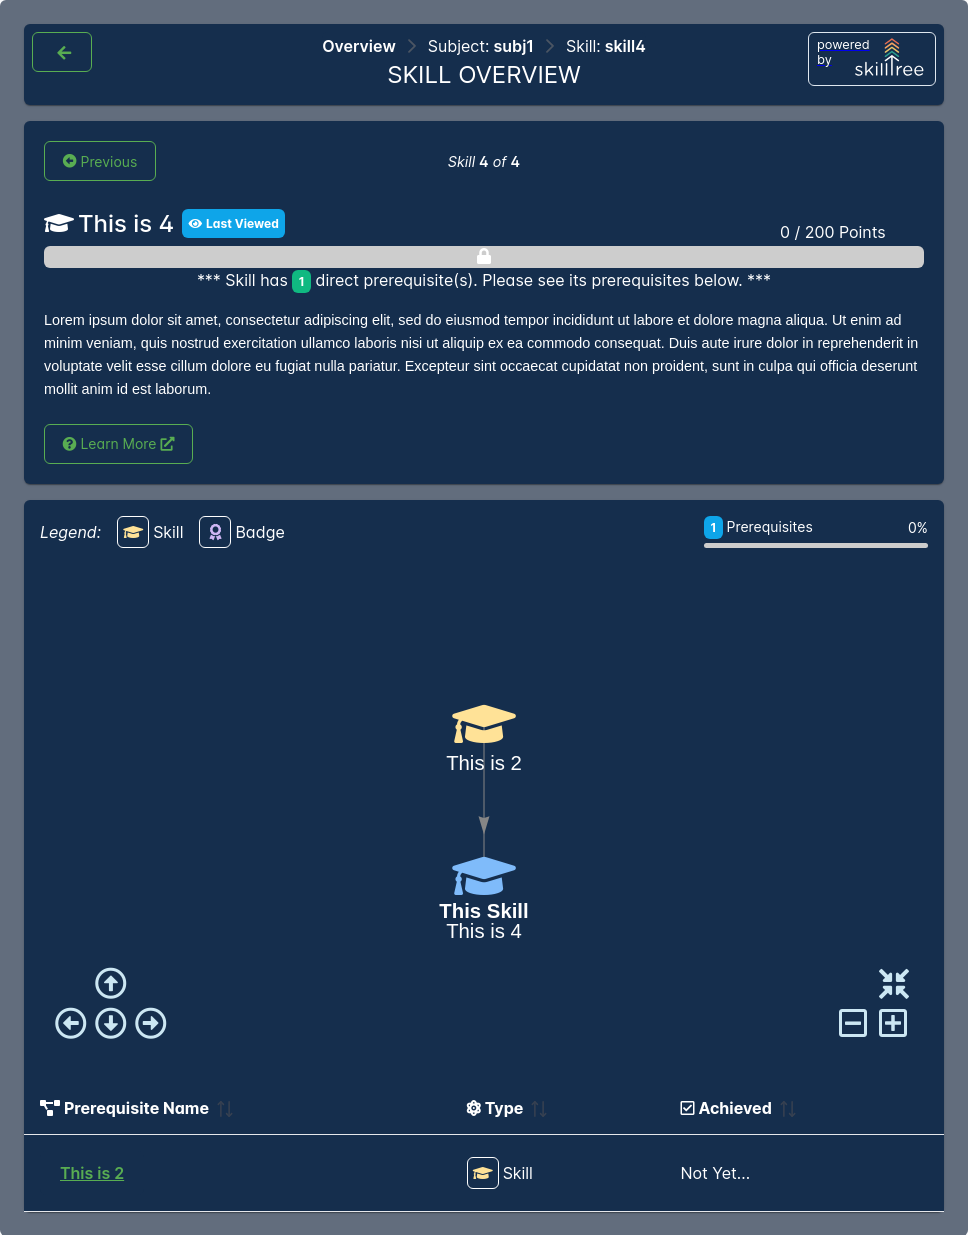 Overview Subject: subj1 Skill: skill4
SKILL OVERVIEW
powered
by
skilltree
Previous
Skill 4 of 4
This is 4 Last Viewed
0 / 200 Points
*** Skill has 1 direct prerequisite(s). Please see its prerequisites below. ***
Lorem ipsum dolor sit amet, consectetur adipiscing elit, sed do eiusmod tempor incididunt ut labore et dolore magna aliqua. Ut enim ad
minim veniam, quis nostrud exercitation ullamco laboris nisi ut aliquip ex ea commodo consequat. Duis aute irure dolor in reprehenderit in
voluptate velit esse cillum dolore eu fugiat nulla pariatur. Excepteur sint occaecat cupidatat non proident, sunt in culpa qui officia deserunt
mollit anim id est laborum.
Learn More
Legend: Skill Badge
1 Prerequisites 0%
This is 2
This Skill
This is 4
Prerequisite Name Type Achieved
This is 2 Skill Not Yet...